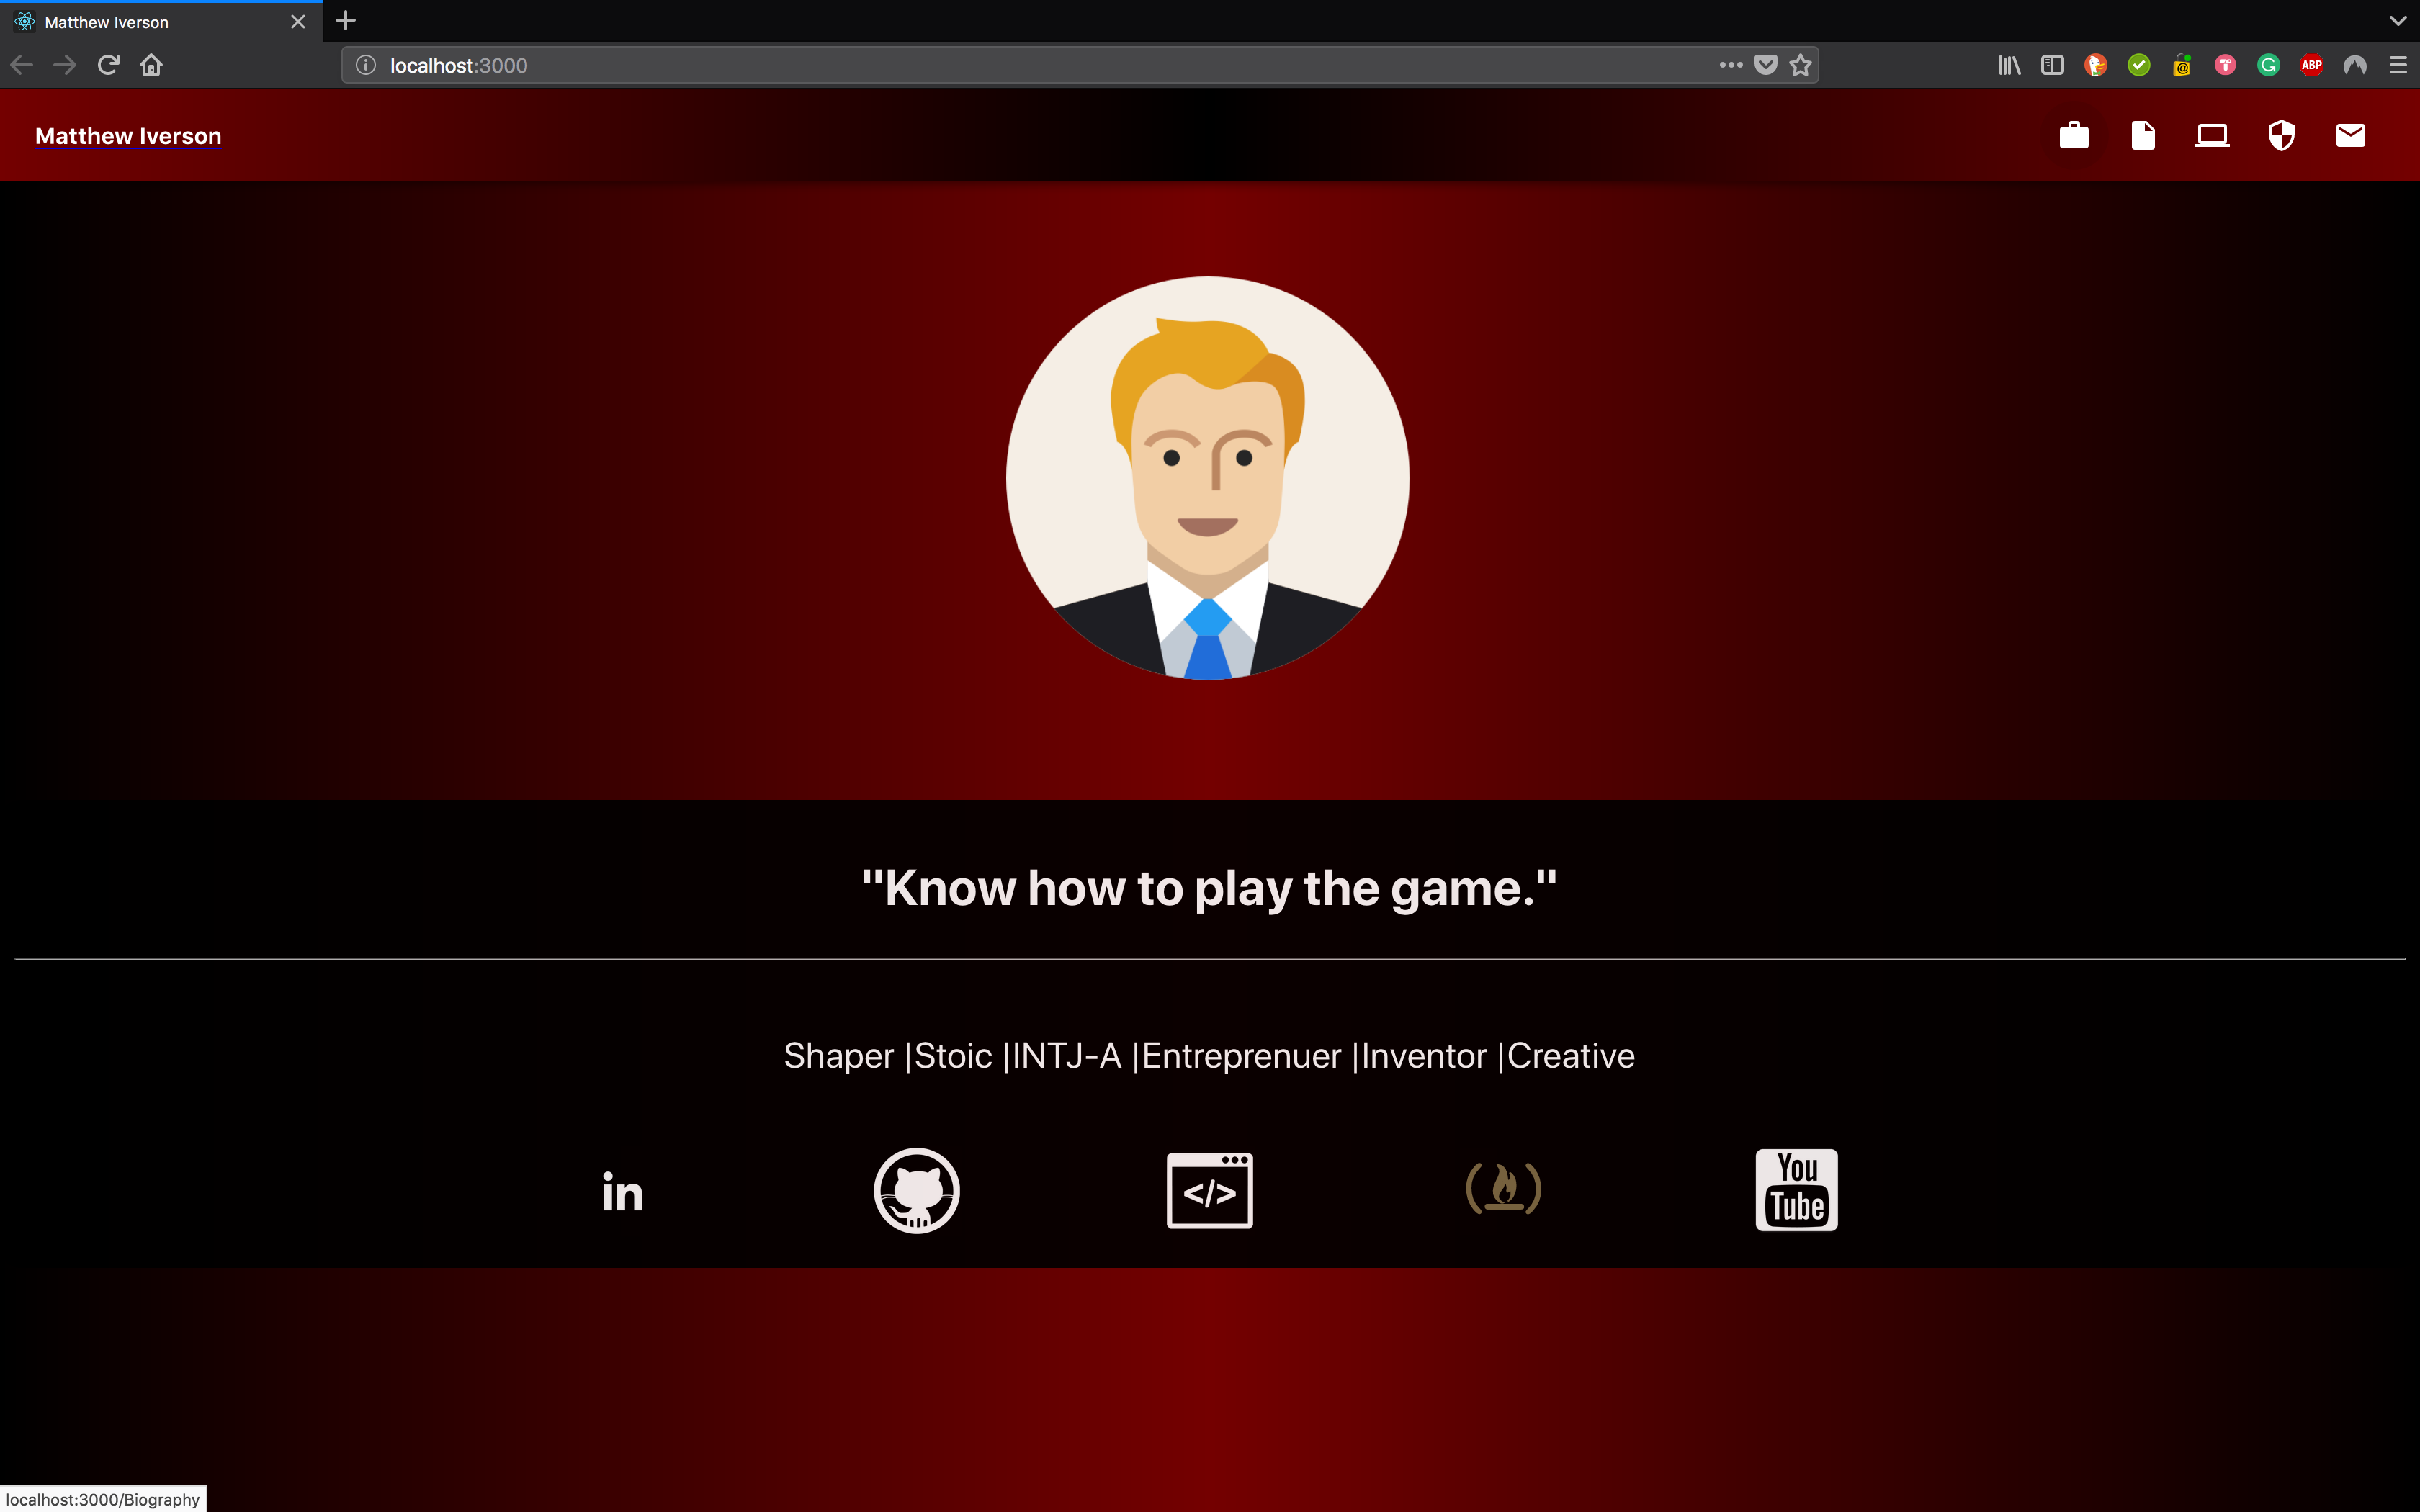 Matthew Iverson
localhost:3000
ABP
Matthew Iverson
"Know how to play the game."
Shaper |Stoic |INTJ-A |Entreprenuer |Inventor |Creative
in
</>
You
Tube
localhost:3000/Biography